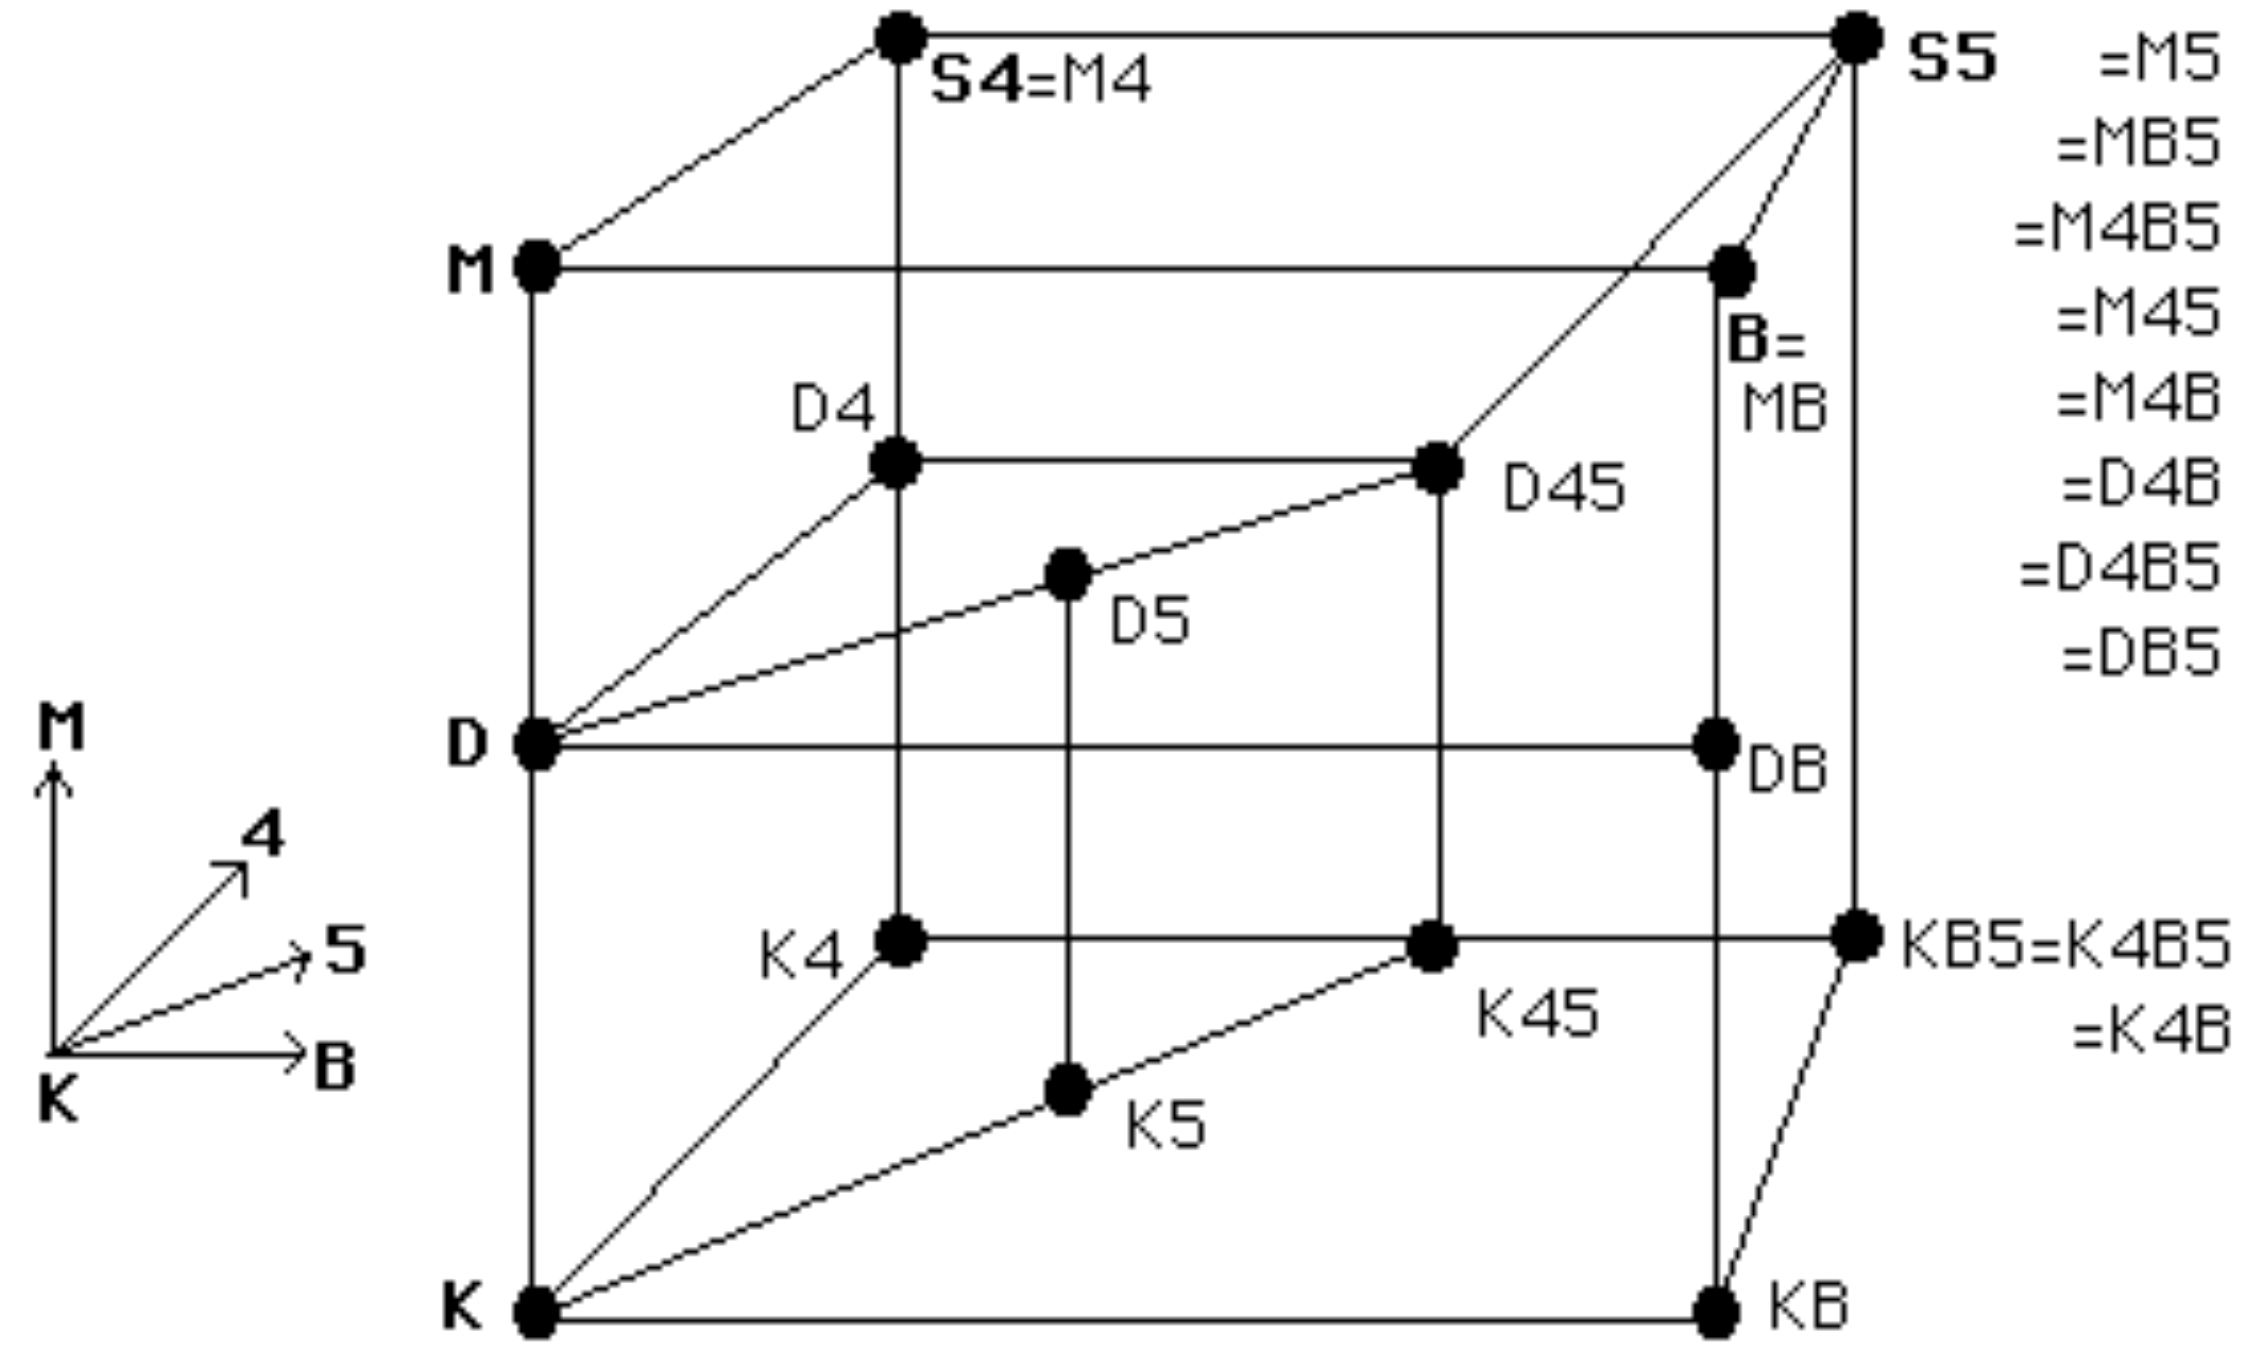 S4=M4
S5 =M5
=MB5
=M4B5
=M45
=M4B
=D4B
=D4B5
=DB5
M
B=
MB
D4
D45
D5
D
DB
M
4
5
B
K
K4
KB5=K4B5
=K4B
K45
K5
K
KB